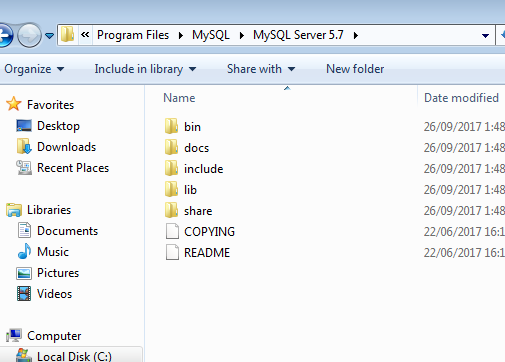 « Program Files ▸ MySQL ▸ MySQL Server 5.7 ▸
Organize ▾ Include in library ▾ Share with ▾ New folder
Favorites
Desktop
Downloads
Recent Places
Libraries
Documents
Music
Pictures
Videos
Computer
Local Disk (C:)
Name Date modified
bin 26/09/2017 1:48
docs 26/09/2017 1:48
include 26/09/2017 1:48
lib 26/09/2017 1:48
share 26/09/2017 1:48
COPYING 22/06/2017 16:1
README 22/06/2017 16:1